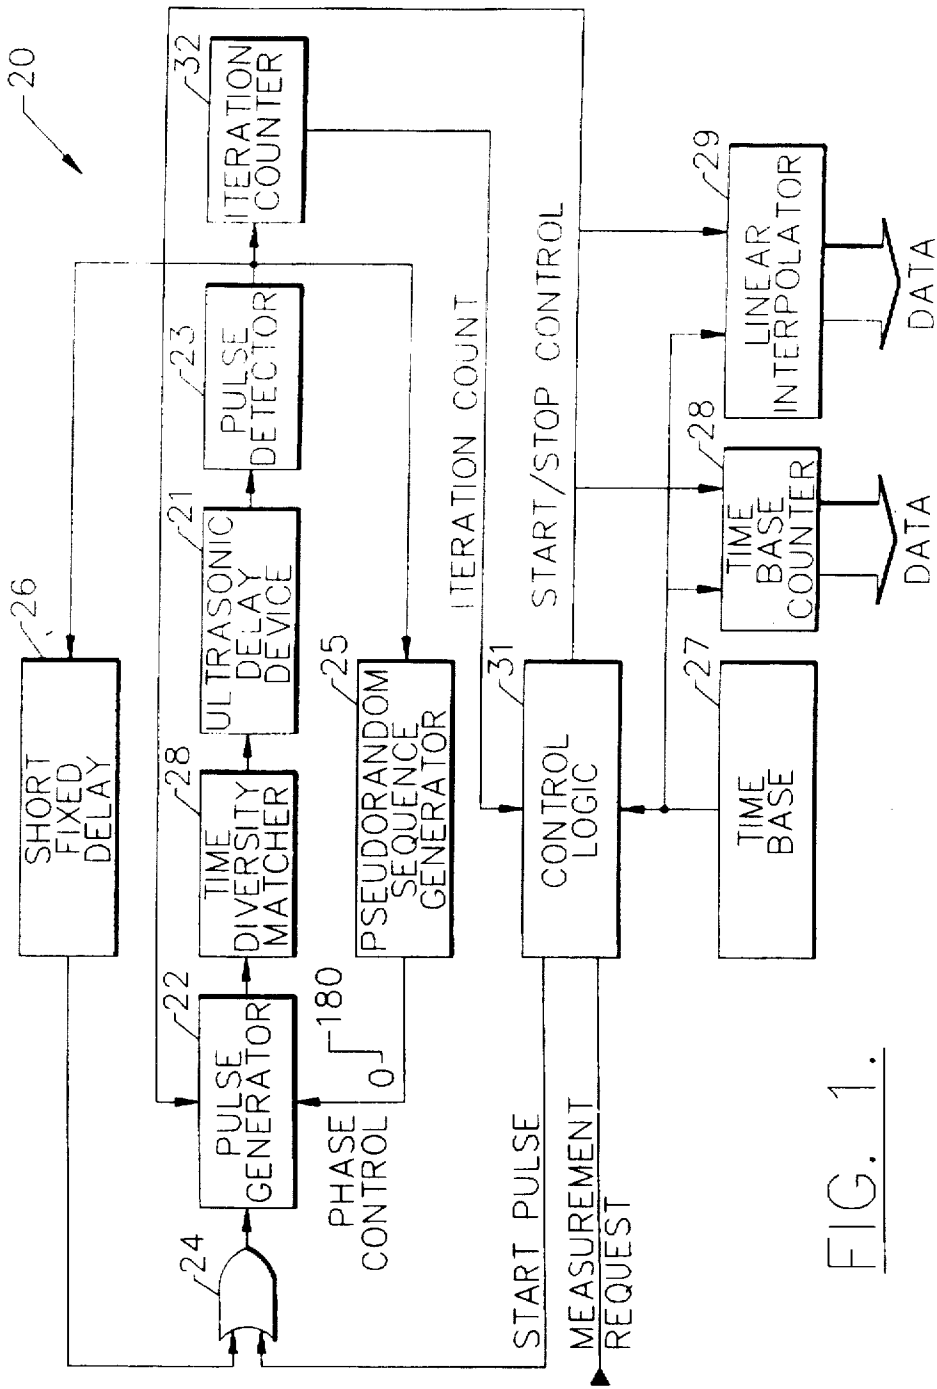 20
SHORT
FIXED
DELAY
26
24
PULSE
GENERATOR
22
TIME
DIVERSITY
MATCHER
28
ULTRASONIC
DELAY
DEVICE
21
PULSE
DETECTOR
23
ITERATION
COUNTER
32
PHASE
CONTROL
0
180
PSEUDORANDOM
SEQUENCE
GENERATOR
25
ITERATION COUNT
START PULSE
MEASUREMENT
REQUEST
CONTROL
LOGIC
31
START/STOP CONTROL
TIME
BASE
27
TIME
BASE
COUNTER
28
LINEAR
INTERPOLATOR
29
DATA
DATA
FIG. 1.